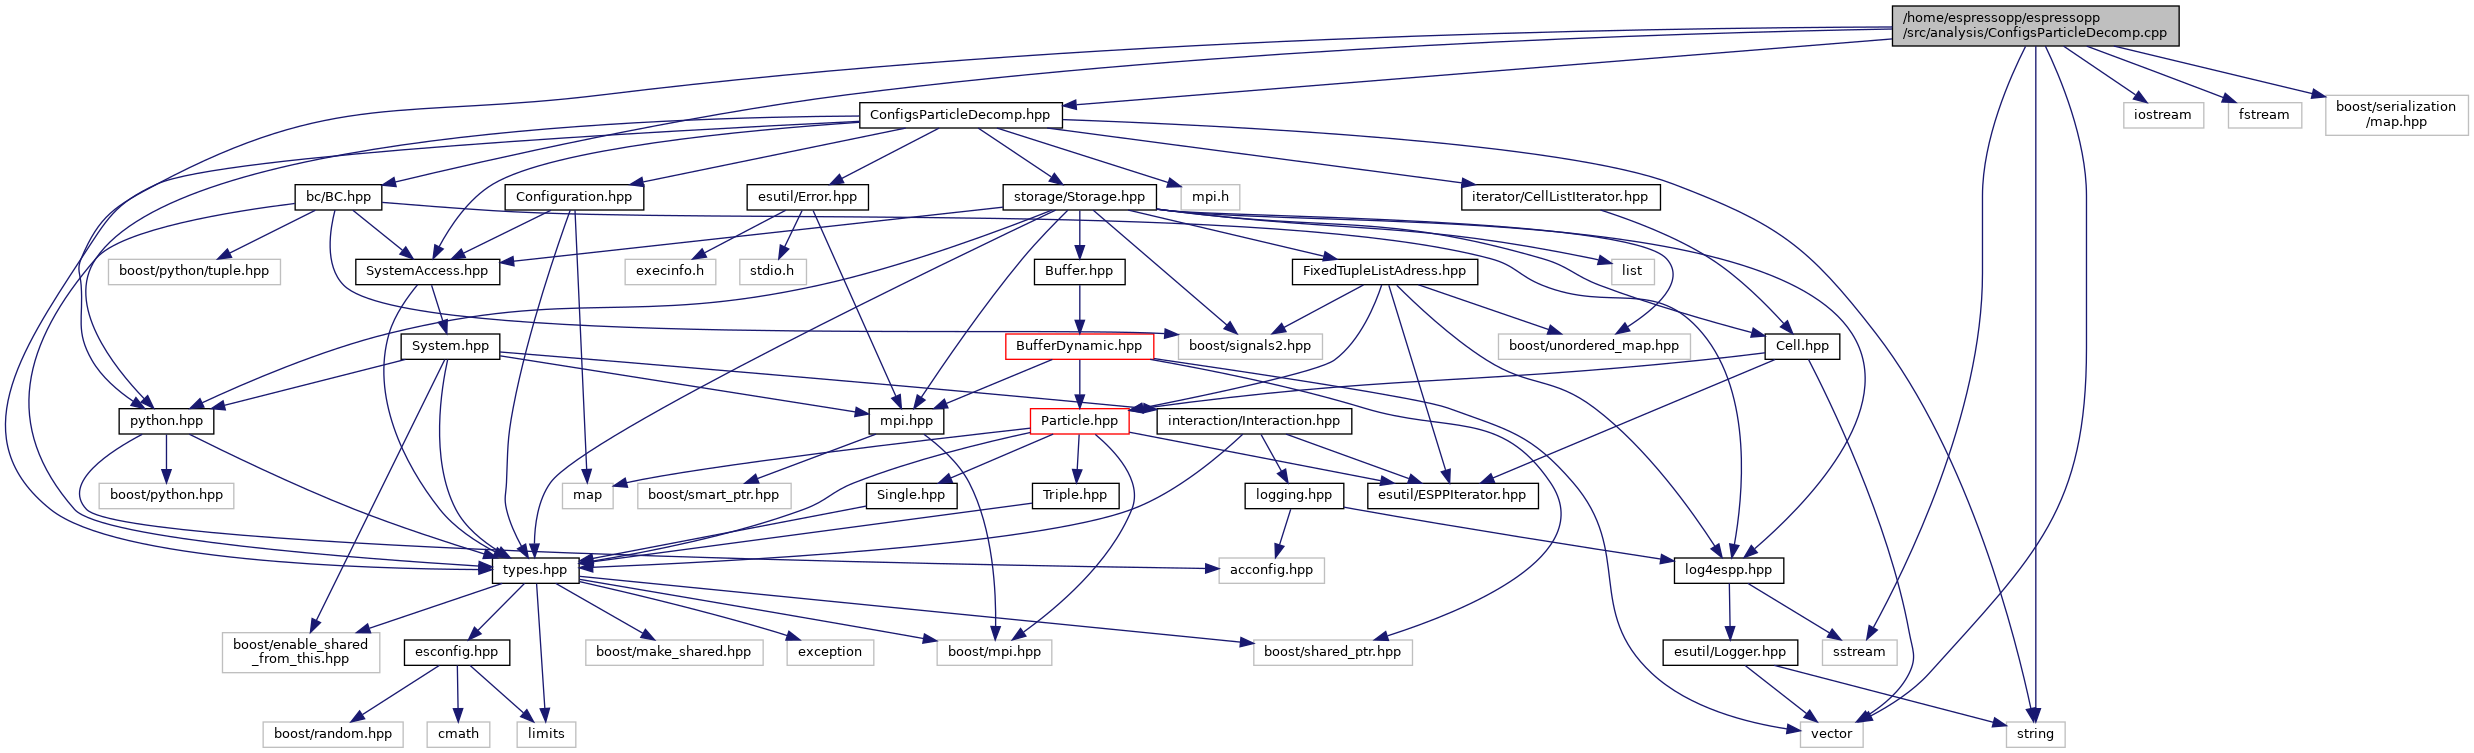 /home/espressopp/espressopp
/src/analysis/ConfigsParticleDecomp.cpp
ConfigsParticleDecomp.hpp
iostream
fstream
boost/serialization
/map.hpp
bc/BC.hpp
Configuration.hpp
esutil/Error.hpp
storage/Storage.hpp
mpi.h
iterator/CellListIterator.hpp
boost/python/tuple.hpp
SystemAccess.hpp
execinfo.h
stdio.h
Buffer.hpp
FixedTupleListAdress.hpp
list
System.hpp
BufferDynamic.hpp
boost/signals2.hpp
boost/unordered_map.hpp
Cell.hpp
python.hpp
mpi.hpp
Particle.hpp
interaction/Interaction.hpp
boost/python.hpp
map
boost/smart_ptr.hpp
Single.hpp
Triple.hpp
logging.hpp
esutil/ESPPIterator.hpp
types.hpp
acconfig.hpp
log4espp.hpp
boost/enable_shared
_from_this.hpp
esconfig.hpp
boost/make_shared.hpp
exception
boost/mpi.hpp
boost/shared_ptr.hpp
esutil/Logger.hpp
sstream
boost/random.hpp
cmath
limits
vector
string